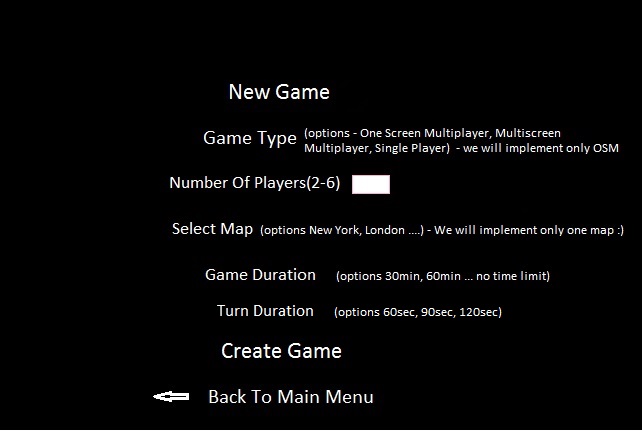 New Game
Game Type (options - One Screen Multiplayer, Multiscreen
Multiplayer, Single Player)  - we will implement only OSM
Number Of Players(2-6)
Select Map (options New York, London ....) - We will implement only one map :)
Game Duration (options 30min, 60min ... no time limit)
Turn Duration (options 60sec, 90sec, 120sec)
Create Game
Back To Main Menu